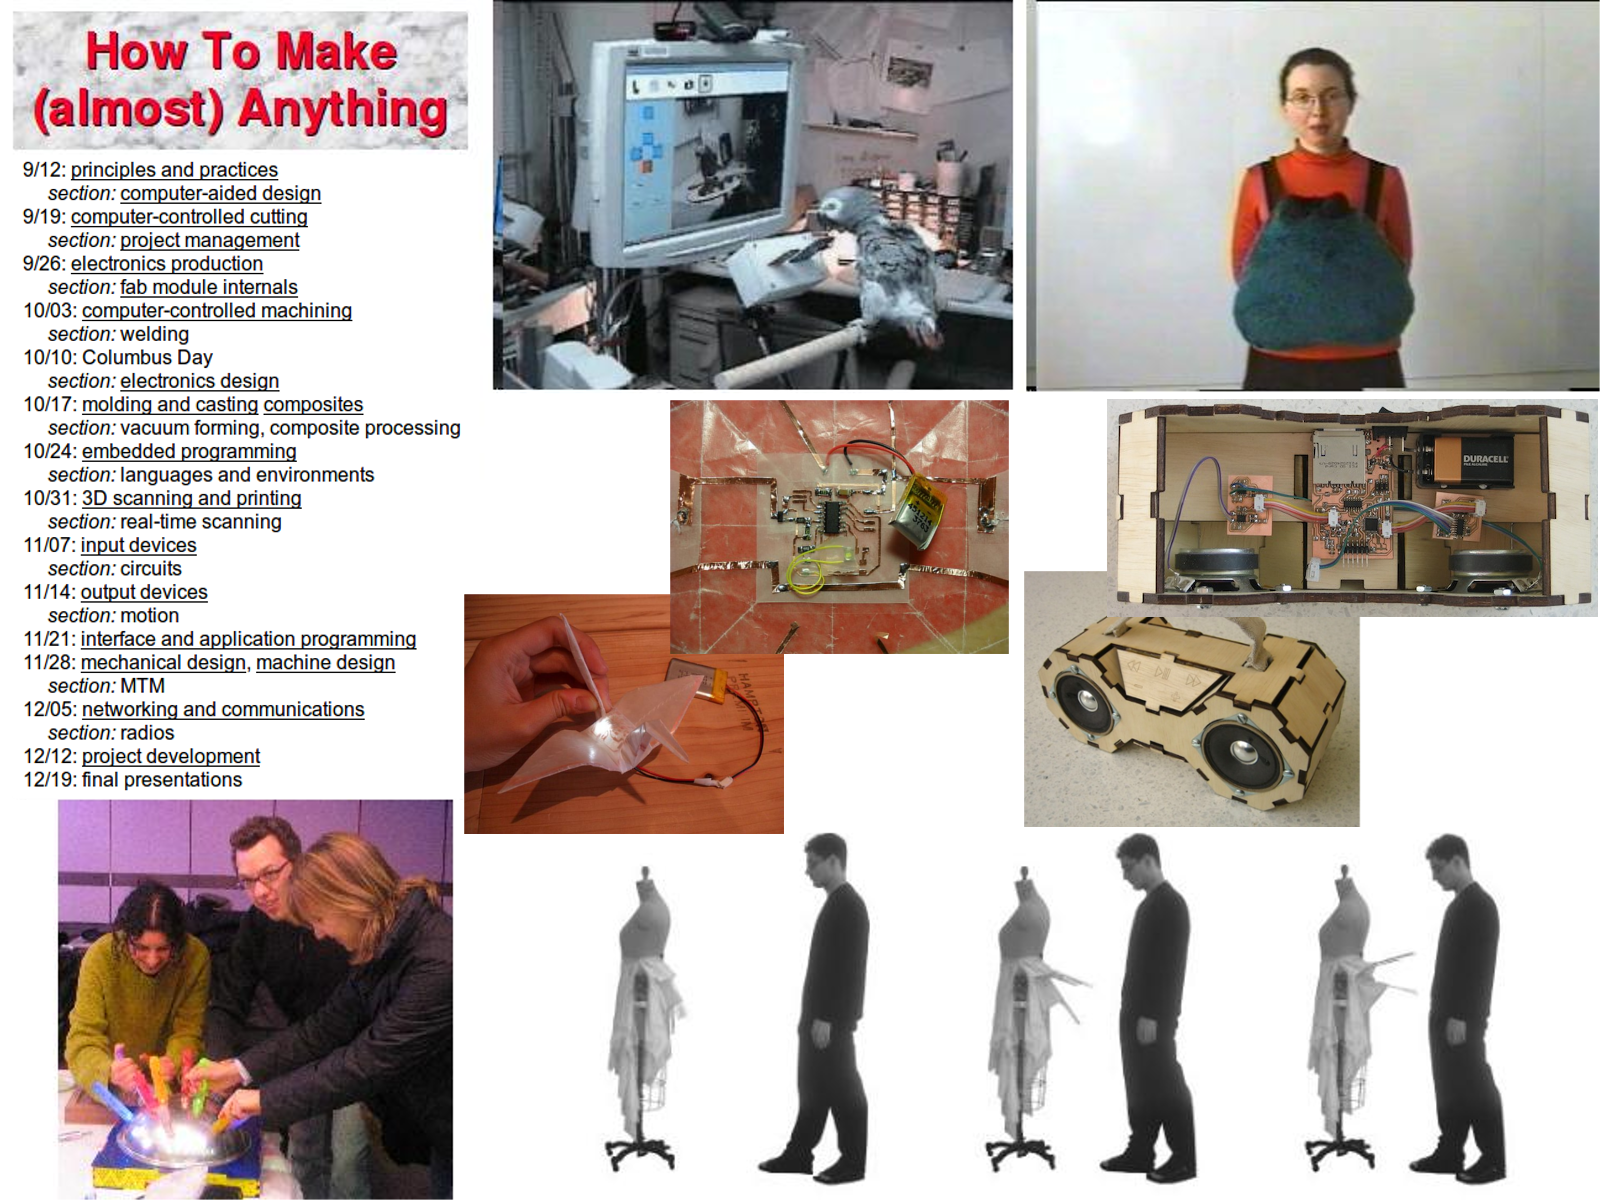 How To Make
(almost) Anything
9/12: principles and practices
section: computer-aided design
9/19: computer-controlled cutting
section: project management
9/26: electronics production
section: fab module internals
10/03: computer-controlled machining
section: welding
10/10: Columbus Day
section: electronics design
10/17: molding and casting composites
section: vacuum forming, composite processing
10/24: embedded programming
section: languages and environments
10/31: 3D scanning and printing
section: real-time scanning
11/07: input devices
section: circuits
11/14: output devices
section: motion
11/21: interface and application programming
11/28: mechanical design, machine design
section: MTM
12/05: networking and communications
section: radios
12/12: project development
12/19: final presentations
DURACELL